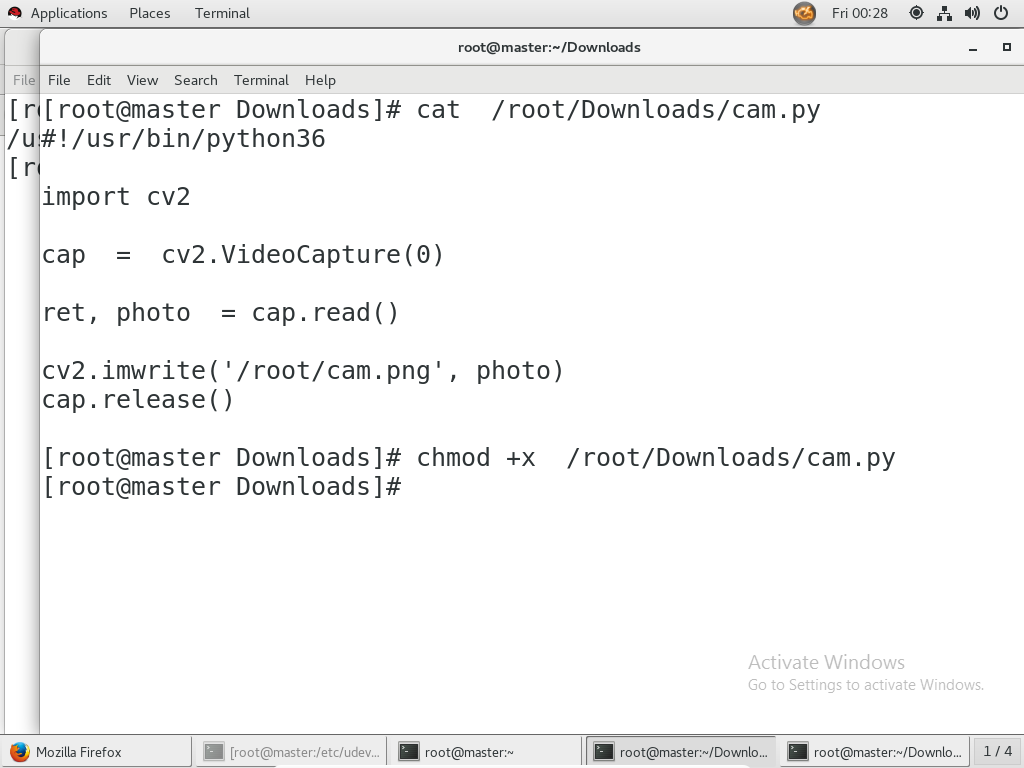 Applications Places Terminal Fri 00:28
root@master:~/Downloads
File File Edit View Search Terminal Help
[re[root@master Downloads]# cat  /root/Downloads/cam.py
/us#!/usr/bin/python36
[re
import cv2
cap  =  cv2.VideoCapture(0)
ret, photo  = cap.read()
cv2.imwrite('/root/cam.png', photo)
cap.release()
[root@master Downloads]# chmod +x  /root/Downloads/cam.py
[root@master Downloads]#
Activate Windows
Go to Settings to activate Windows.
Mozilla Firefox [root@master:/etc/udev... root@master:~ root@master:~/Downlo... root@master:~/Downlo... 1 / 4